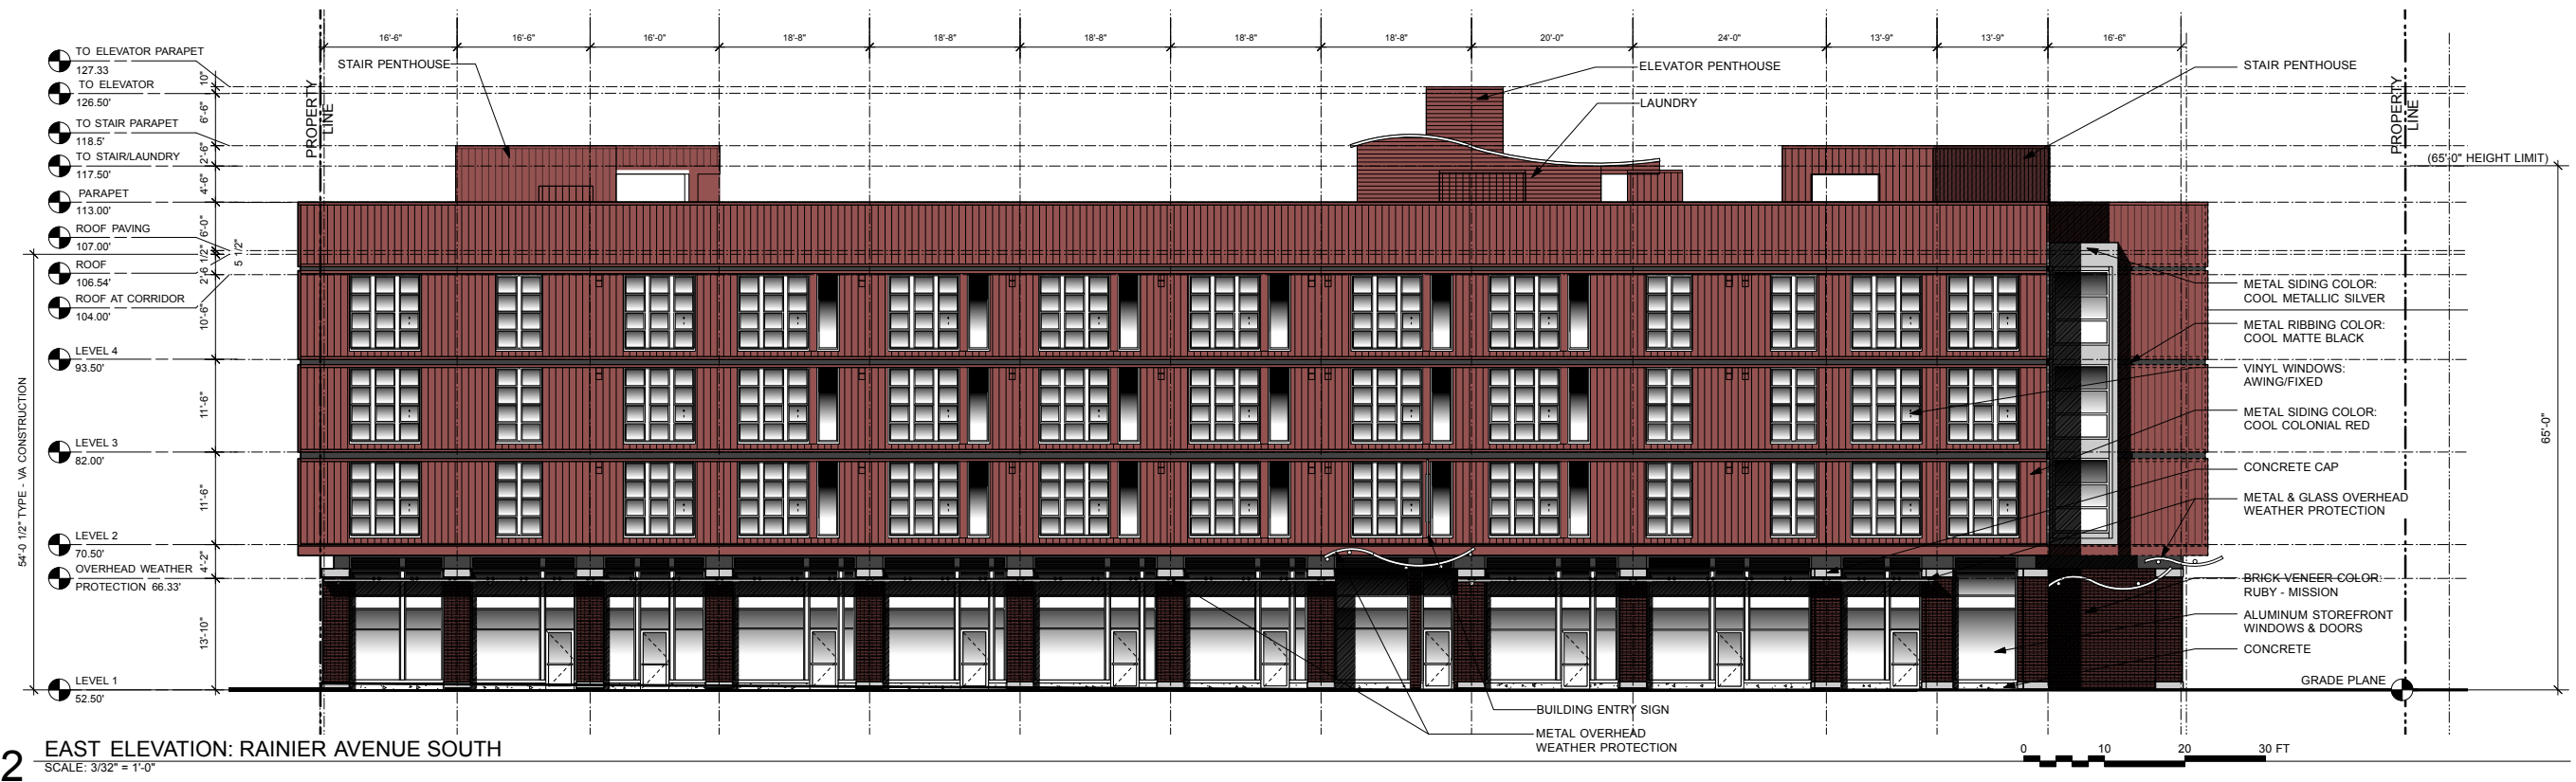 16'-6"
16'-6"
16'-0"
18'-8"
18'-8"
18'-8"
18'-8"
18'-8"
20'-0"
24'-0"
13'-9"
13'-9"
16'-6"
TO ELEVATOR PARAPET
127.33
TO ELEVATOR
126.50'
TO STAIR PARAPET
118.5'
TO STAIR/LAUNDRY
117.50'
PARAPET
113.00'
ROOF PAVING
107.00'
ROOF
106.54'
ROOF AT CORRIDOR
104.00'
LEVEL 4
93.50'
LEVEL 3
82.00'
LEVEL 2
70.50'
OVERHEAD WEATHER
PROTECTION 66.33'
LEVEL 1
52.50'
10"
6'-6"
2'-6"
4'-6"
6'-0"
5 1/2"
2'-6 1/2"
10'-6"
11'-6"
11'-6"
4'-2"
13'-10"
54'-0 1/2" TYPE - VA CONSTRUCTION
PROPERTY
LINE
STAIR PENTHOUSE
ELEVATOR PENTHOUSE
LAUNDRY
STAIR PENTHOUSE
PROPERTY
LINE
(65'-0" HEIGHT LIMIT)
METAL SIDING COLOR:
COOL METALLIC SILVER
METAL RIBBING COLOR:
COOL MATTE BLACK
VINYL WINDOWS:
AWING/FIXED
METAL SIDING COLOR:
COOL COLONIAL RED
CONCRETE CAP
METAL & GLASS OVERHEAD
WEATHER PROTECTION
BRICK VENEER COLOR:
RUBY - MISSION
ALUMINUM STOREFRONT
WINDOWS & DOORS
CONCRETE
GRADE PLANE
65'-0"
BUILDING ENTRY SIGN
METAL OVERHEAD
WEATHER PROTECTION
2 EAST ELEVATION: RAINIER AVENUE SOUTH
SCALE: 3/32" = 1'-0"
0 10 20 30 FT